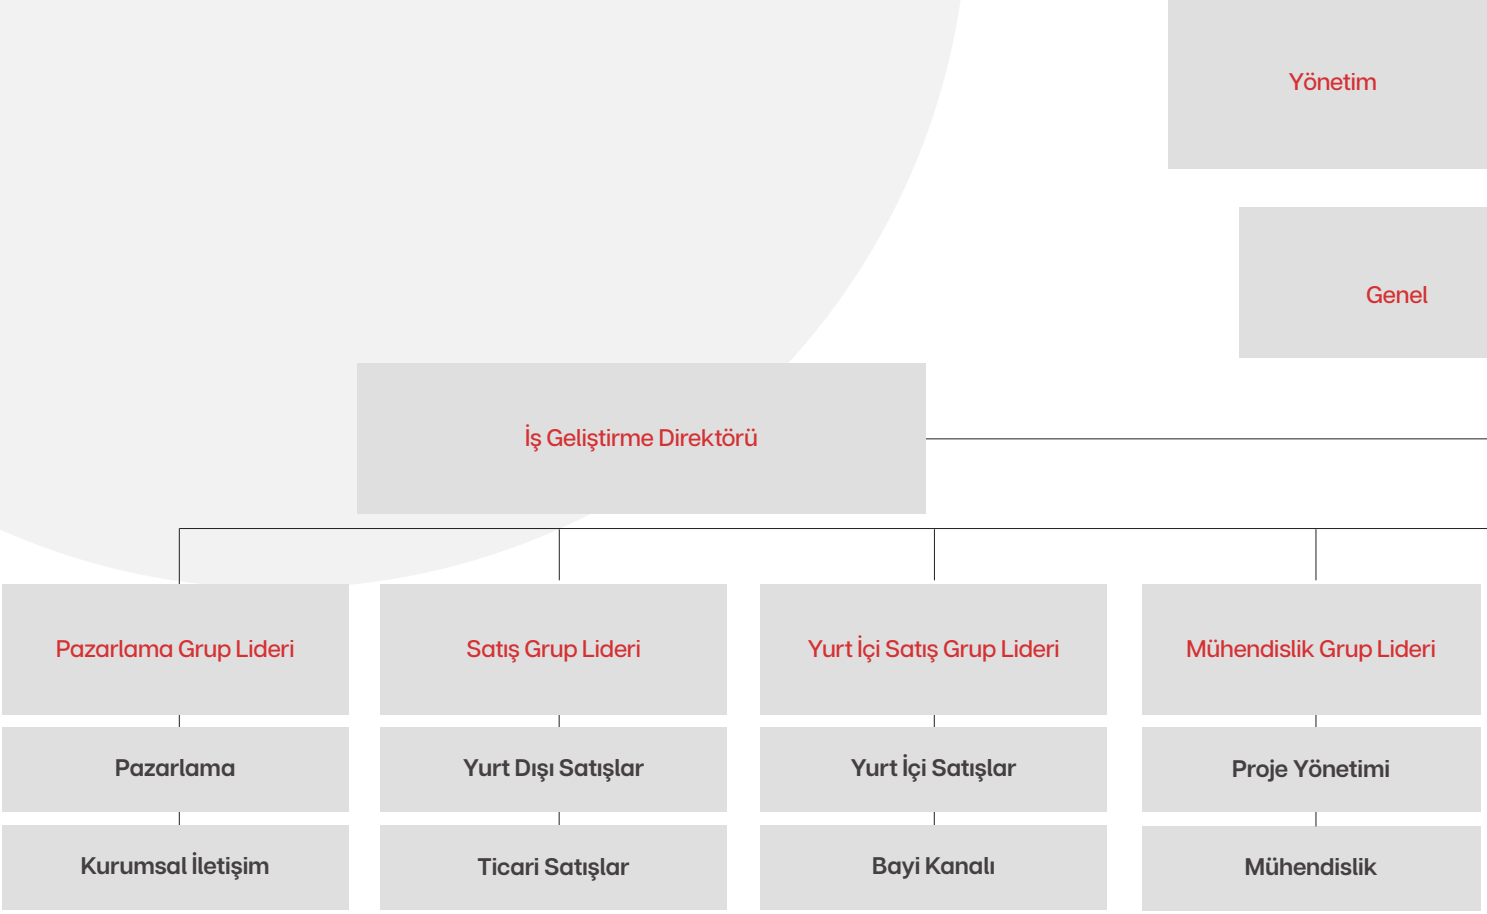 Yönetim
Genel
İş Geliştirme Direktörü
Pazarlama Grup Lideri
Satış Grup Lideri
Yurt İçi Satış Grup Lideri
Mühendislik Grup Lideri
Pazarlama
Yurt Dışı Satışlar
Yurt İçi Satışlar
Proje Yönetimi
Kurumsal İletişim
Ticari Satışlar
Bayi Kanalı
Mühendislik